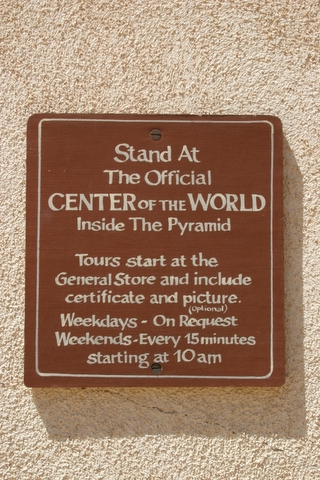 Stand At
The Official
CENTER OF THE WORLD
Inside The Pyramid
Tours start at the
General Store and include
certificate and picture.
(Optional)
Weekdays - On Request
Weekends - Every 15 minutes
starting at 10 am